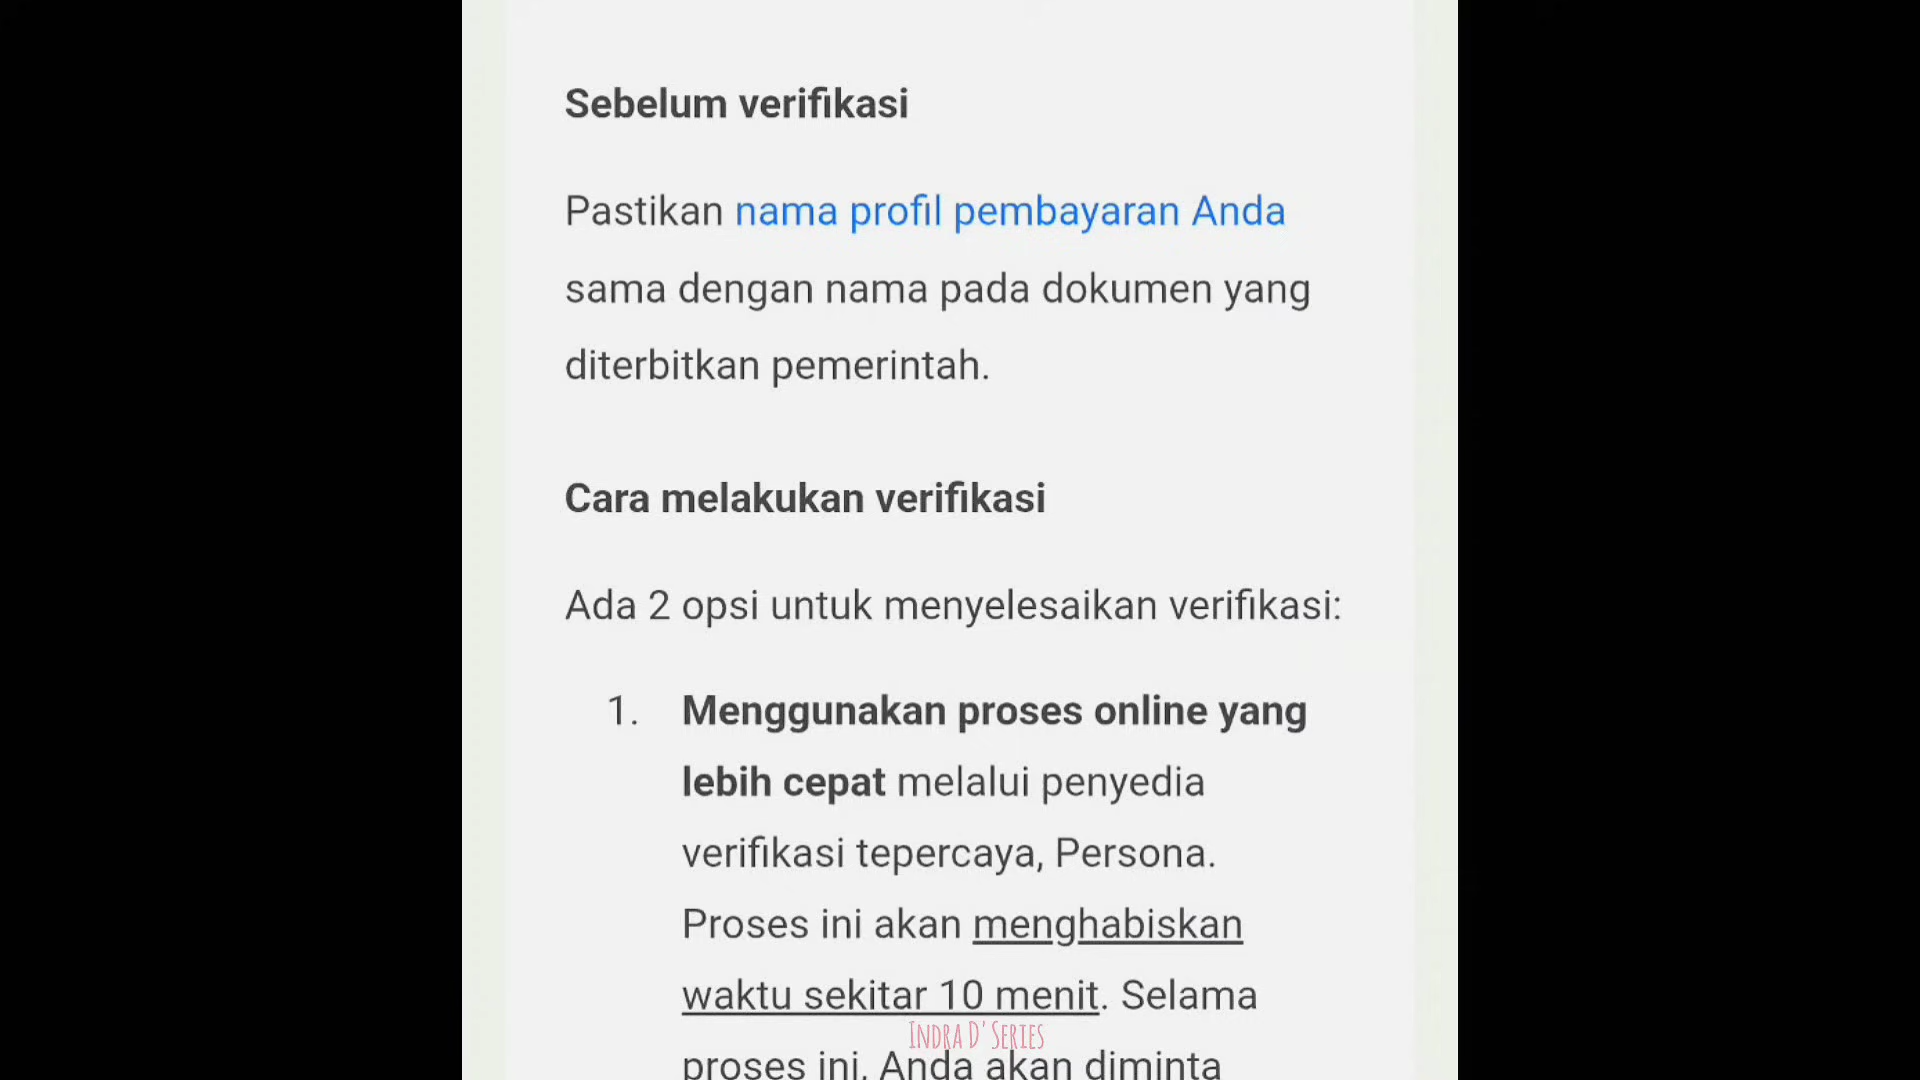 Sebelum verifikasi
Pastikan nama profil pembayaran Anda
sama dengan nama pada dokumen yang
diterbitkan pemerintah.
Cara melakukan verifikasi
Ada 2 opsi untuk menyelesaikan verifikasi:
1. Menggunakan proses online yang
lebih cepat melalui penyedia
verifikasi tepercaya, Persona.
Proses ini akan menghabiskan
waktu sekitar 10 menit. Selama
INDRA D' SERIES
proses ini, Anda akan diminta